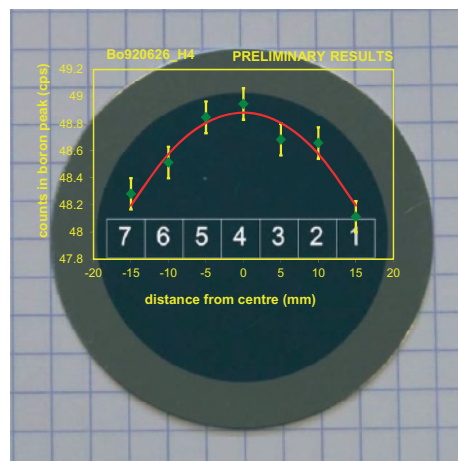 Bo920626_H4 PRELIMINARY RESULTS
counts in boron peak (cps)
49.2
49
48.8
48.6
48.4
48.2
48
47.8
7 6 5 4 3 2 1
-20 -15 -10 -5 0 5 10 15 20
distance from centre (mm)